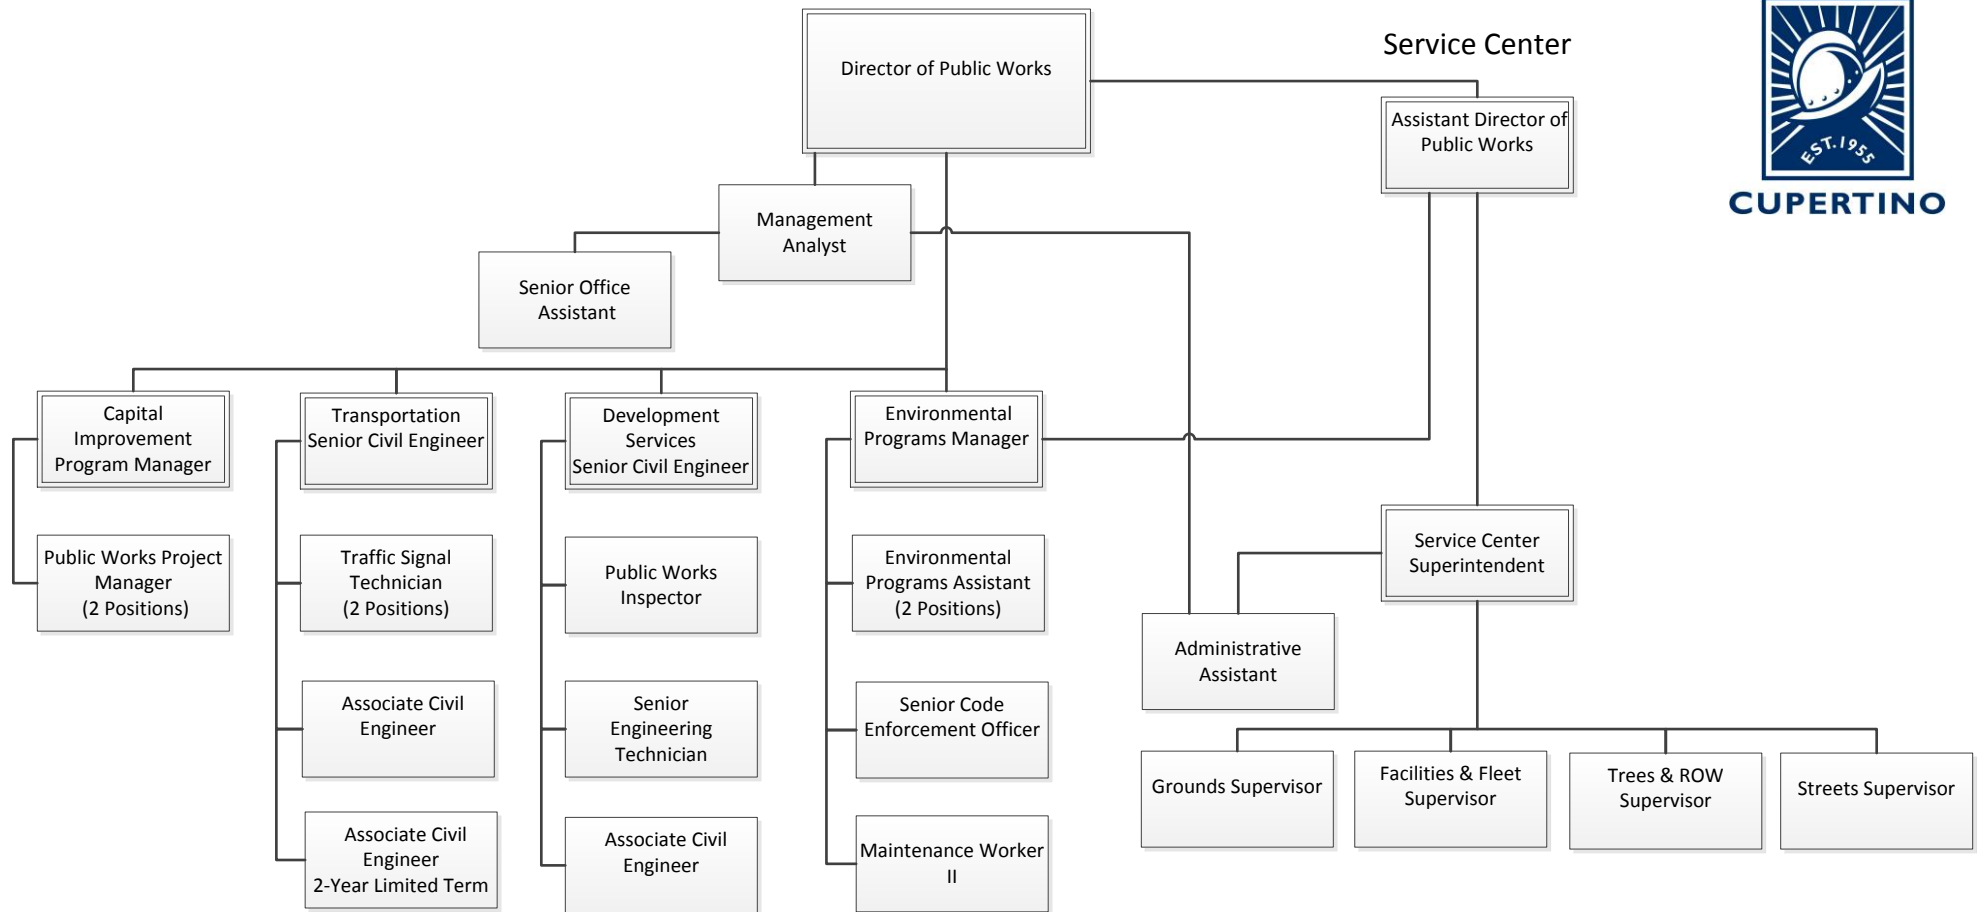 Service Center
Director of Public Works
Assistant Director of
Public Works
EST. 1955
CUPERTINO
Management
Analyst
Senior Office
Assistant
Capital
Improvement
Program Manager
Transportation
Senior Civil Engineer
Development
Services
Senior Civil Engineer
Environmental
Programs Manager
Service Center
Superintendent
Public Works Project
Manager
(2 Positions)
Traffic Signal
Technician
(2 Positions)
Public Works
Inspector
Environmental
Programs Assistant
(2 Positions)
Administrative
Assistant
Associate Civil
Engineer
Senior
Engineering
Technician
Senior Code
Enforcement Officer
Grounds Supervisor
Facilities & Fleet
Supervisor
Trees & ROW
Supervisor
Streets Supervisor
Associate Civil
Engineer
2-Year Limited Term
Associate Civil
Engineer
Maintenance Worker
II